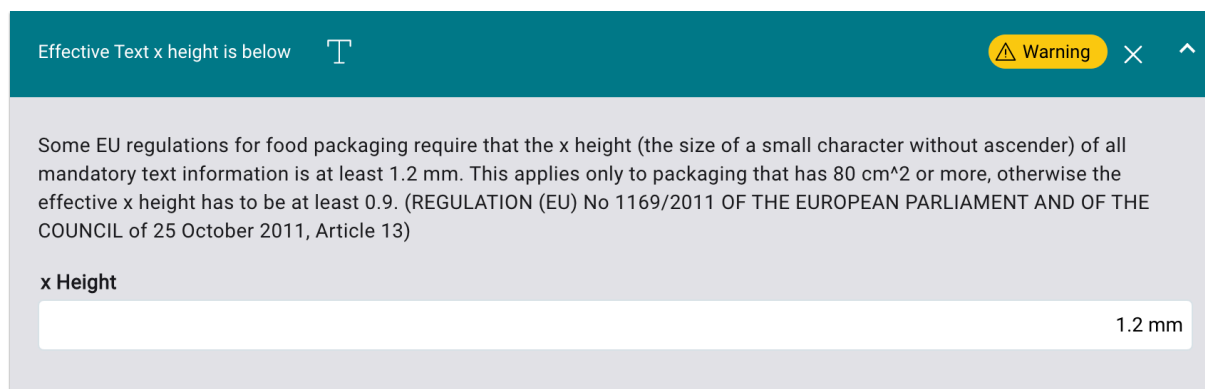 Effective Text x height is below
Warning
Some EU regulations for food packaging require that the x height (the size of a small character without ascender) of all
mandatory text information is at least 1.2 mm. This applies only to packaging that has 80 cm^2 or more, otherwise the
effective x height has to be at least 0.9. (REGULATION (EU) No 1169/2011 OF THE EUROPEAN PARLIAMENT AND OF THE
COUNCIL of 25 October 2011, Article 13)
x Height
1.2 mm